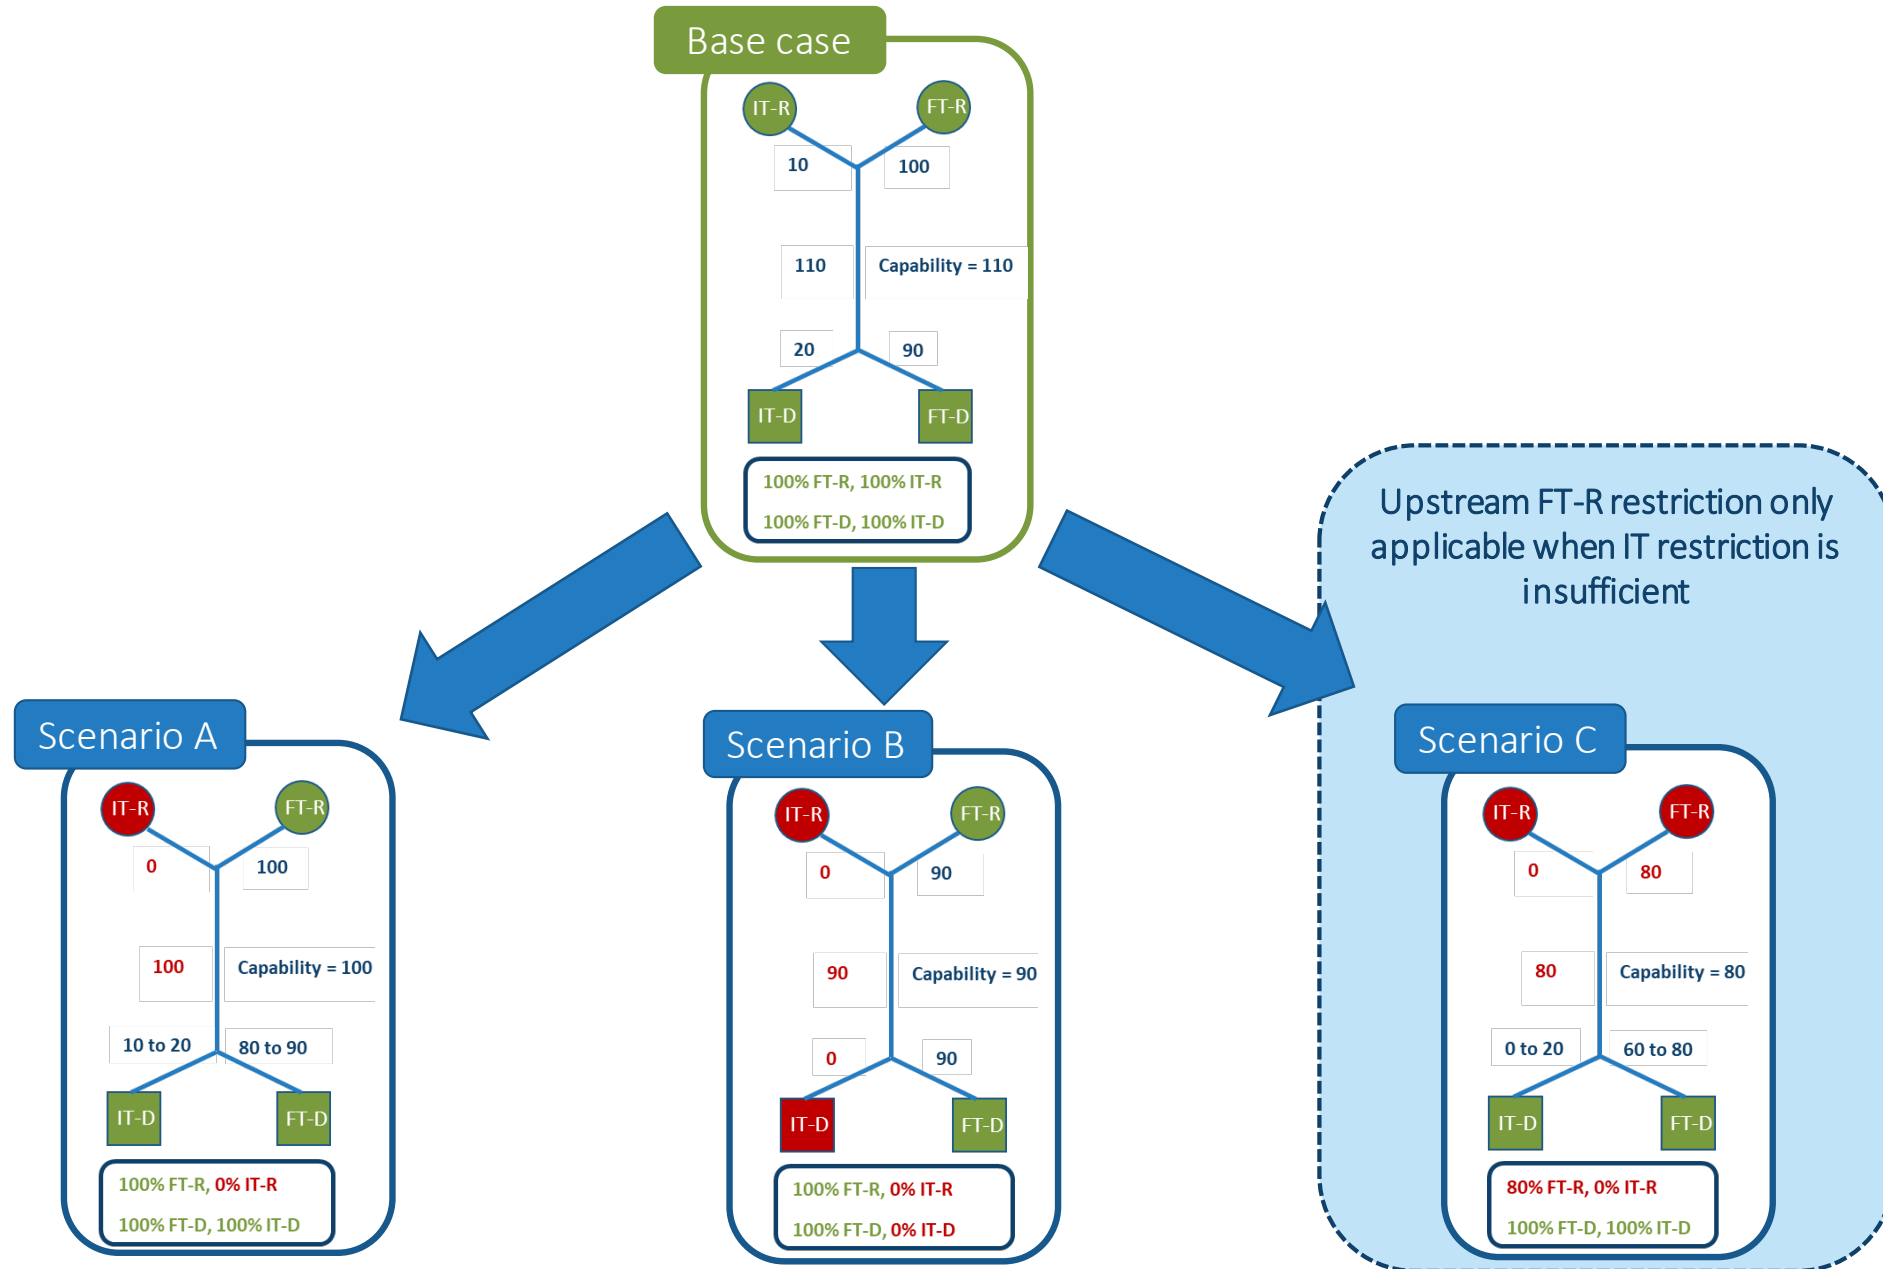 Base case
IT-R
FT-R
10
100
110
Capability = 110
20
90
IT-D
FT-D
100% FT-R, 100% IT-R
100% FT-D, 100% IT-D
Upstream FT-R restriction only
applicable when IT restriction is
insufficient
Scenario A
IT-R
FT-R
0
100
100
Capability = 100
10 to 20
80 to 90
IT-D
FT-D
100% FT-R, 0% IT-R
100% FT-D, 100% IT-D
Scenario B
IT-R
FT-R
0
90
90
Capability = 90
0
90
IT-D
FT-D
100% FT-R, 0% IT-R
100% FT-D, 0% IT-D
Scenario C
IT-R
FT-R
0
80
80
Capability = 80
0 to 20
60 to 80
IT-D
FT-D
80% FT-R, 0% IT-R
100% FT-D, 100% IT-D